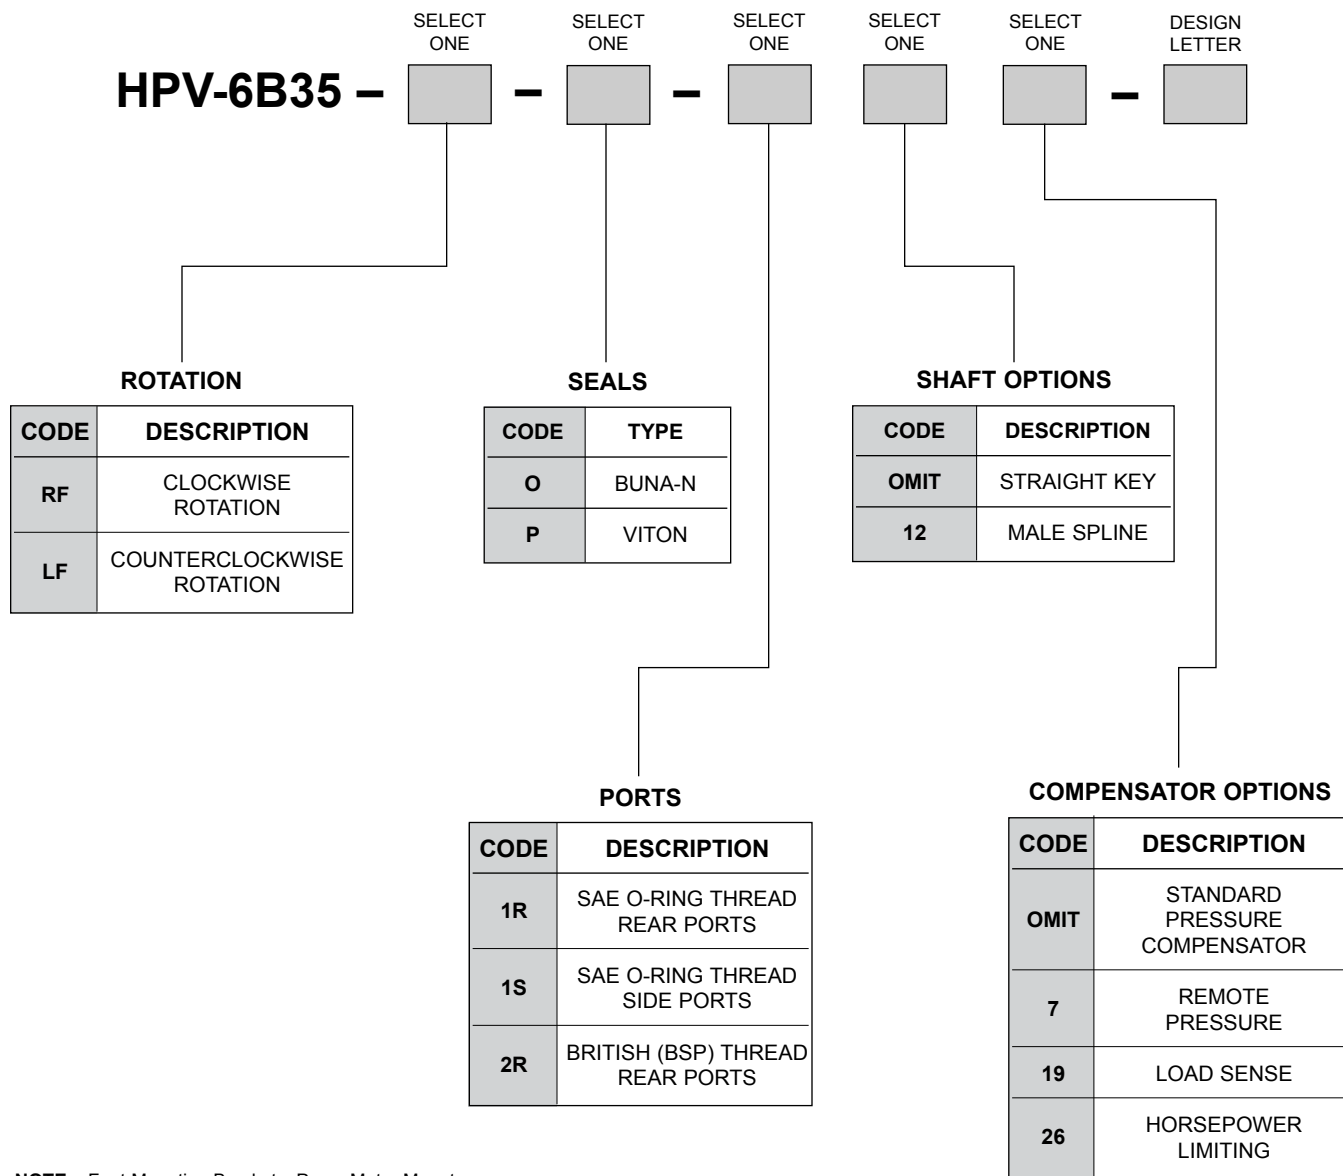 SELECT
ONE
SELECT
ONE
SELECT
ONE
SELECT
ONE
SELECT
ONE
DESIGN
LETTER
HPV-6B35 – – – –
ROTATION
CODE DESCRIPTION
RF CLOCKWISE
ROTATION
LF COUNTERCLOCKWISE
ROTATION
SEALS
CODE TYPE
O BUNA-N
P VITON
SHAFT OPTIONS
CODE DESCRIPTION
OMIT STRAIGHT KEY
12 MALE SPLINE
PORTS
CODE DESCRIPTION
1R SAE O-RING THREAD
REAR PORTS
1S SAE O-RING THREAD
SIDE PORTS
2R BRITISH (BSP) THREAD
REAR PORTS
COMPENSATOR OPTIONS
CODE DESCRIPTION
OMIT STANDARD
PRESSURE
COMPENSATOR
7 REMOTE
PRESSURE
19 LOAD SENSE
26 HORSEPOWER
LIMITING